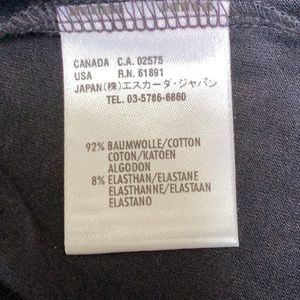 CANADA C.A. 02575
USA R.N. 61891
JAPAN(株)エスカーダ・ジャパン
TEL. 03-5786-6860
92% BAUMWOLLE/COTTON
COTON/KATOEN
ALGODON
8% ELASTHAN/ELASTANE
ELASTHANNE/ELASTAAN
ELASTANO